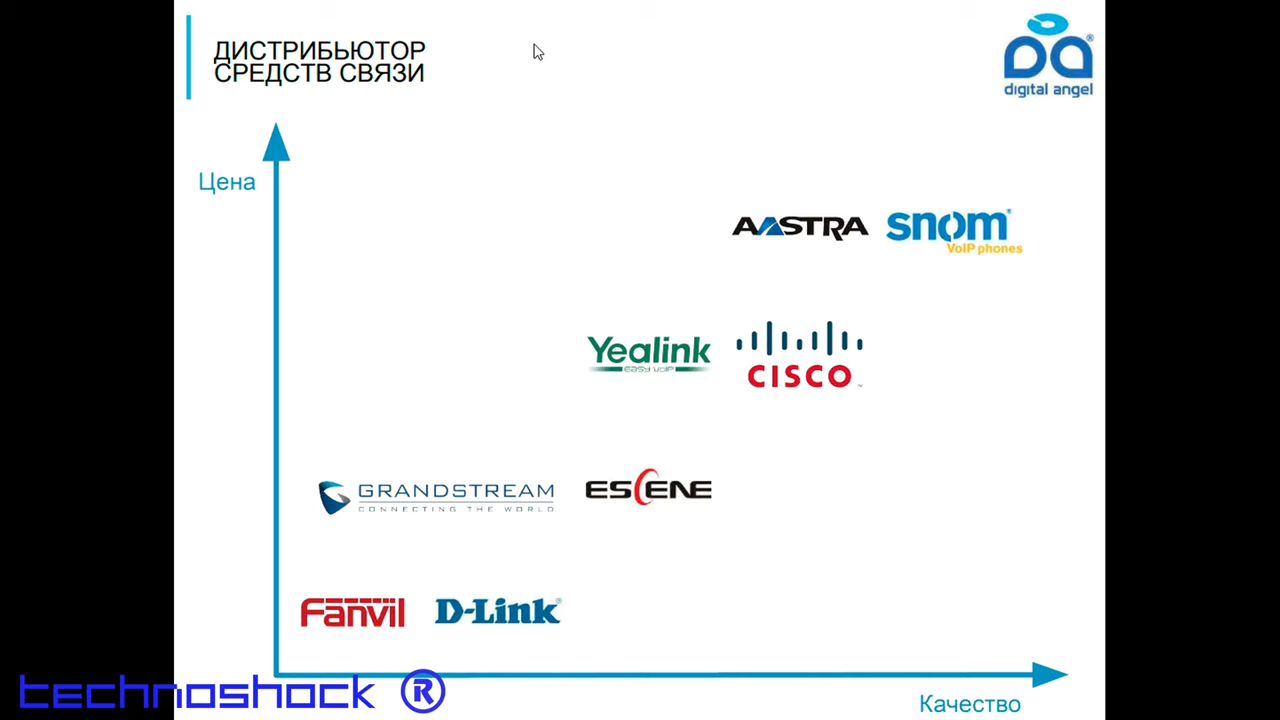 ДИСТРИБЬЮТОР
СРЕДСТВ СВЯЗИ
digital angel®
Цена
AASTRA
snom®
VoIP phones
Yealink
EASY VoIP
CISCO™
GRANDSTREAM
CONNECTING THE WORLD
ESCENE
Fanvil
D-Link®
technoshock ®
Качество